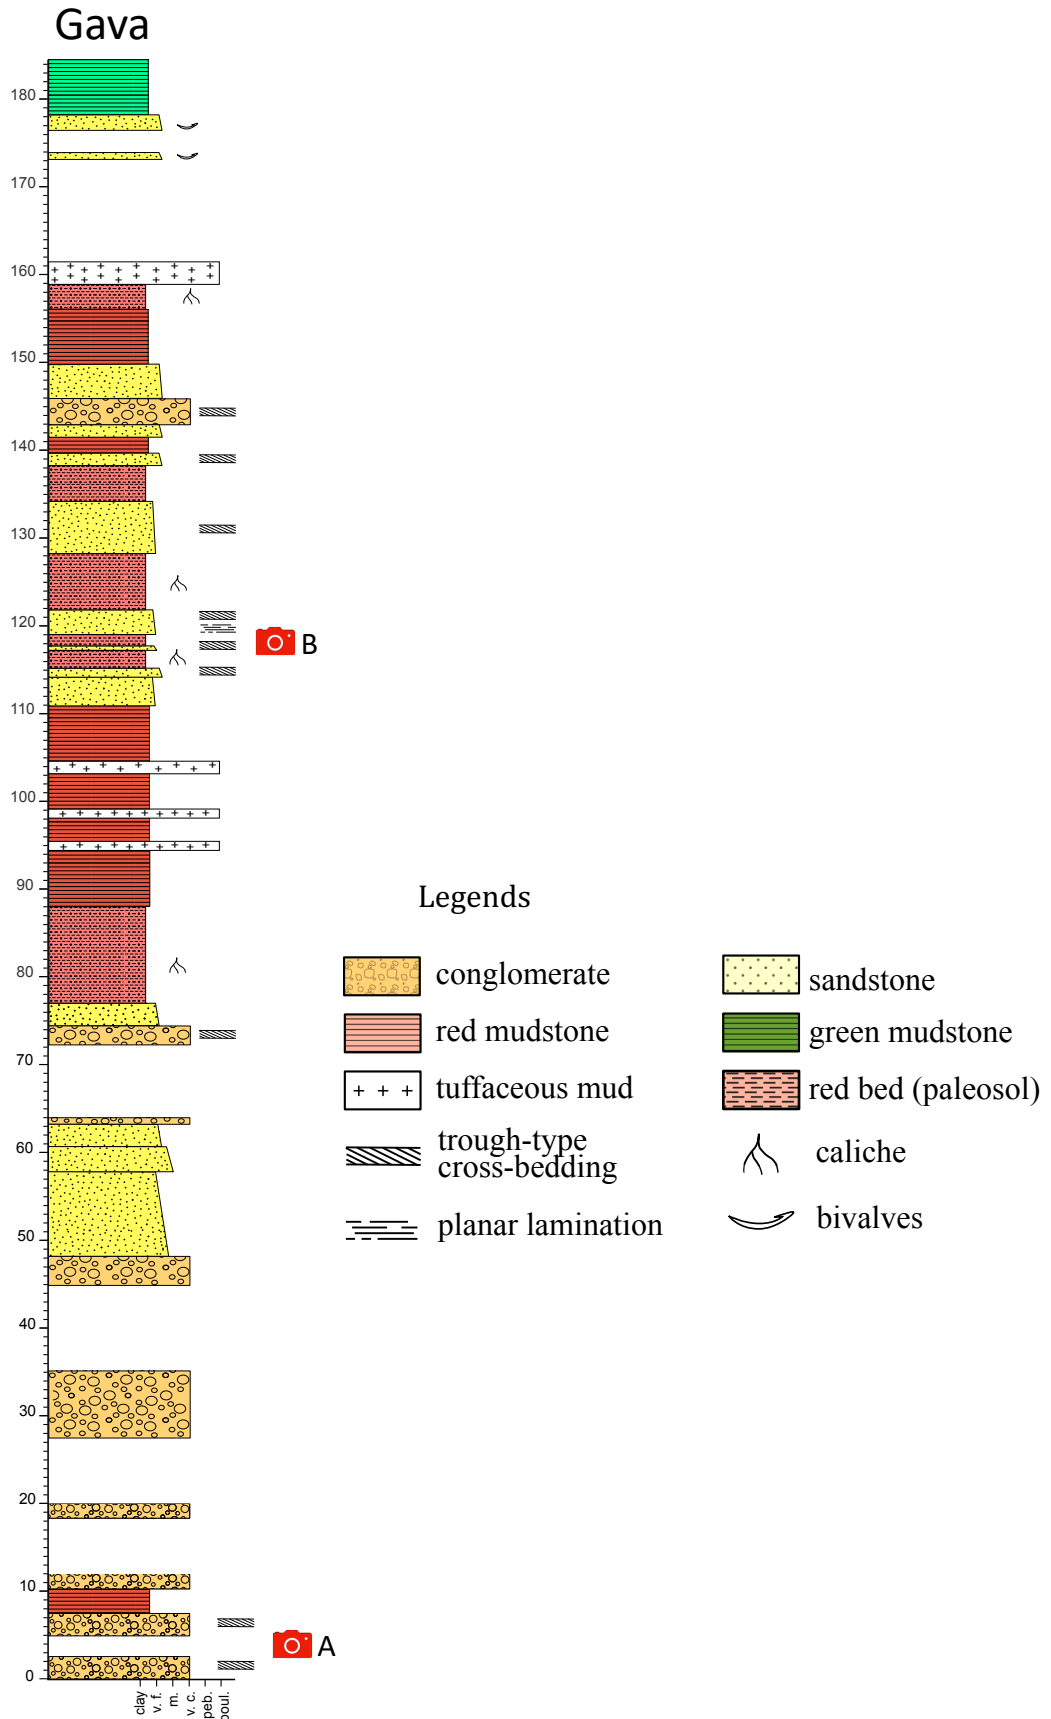 Gava
180
170
160
150
140
130
120
110
100
90
80
70
60
50
40
30
20
10
0
B
A
clay
v. f.
m.
v. c.
peb.
boul.
Legends
conglomerate
sandstone
red mudstone
green mudstone
tuffaceous mud
red bed (paleosol)
trough-type
cross-bedding
caliche
planar lamination
bivalves